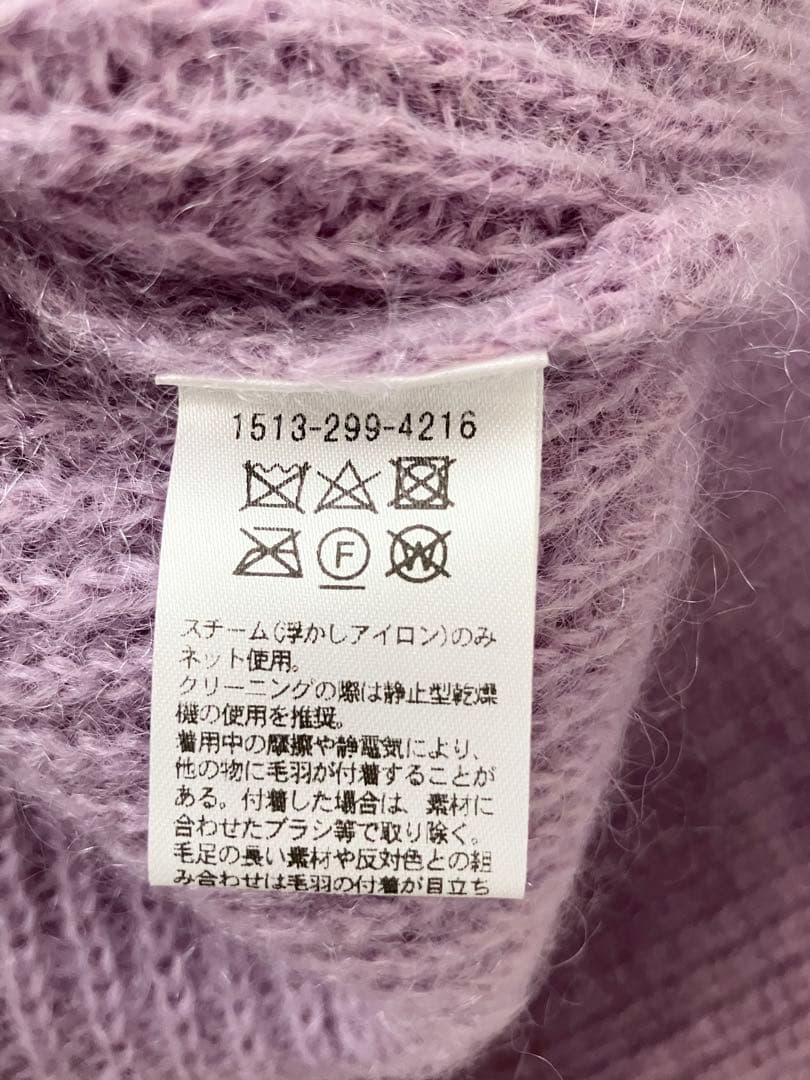 1513-299-4216
F W
スチーム(浮かしアイロン)のみ
ネット使用。
クリーニングの際は静止型乾燥
機の使用を推奨。
着用中の摩擦や静電気により、
他の物に毛羽が付着することが
ある。付着した場合は、素材に
合わせたブラシ等で取り除く。
毛足の長い素材や反対色との組
み合わせは毛羽の付着が目立ち